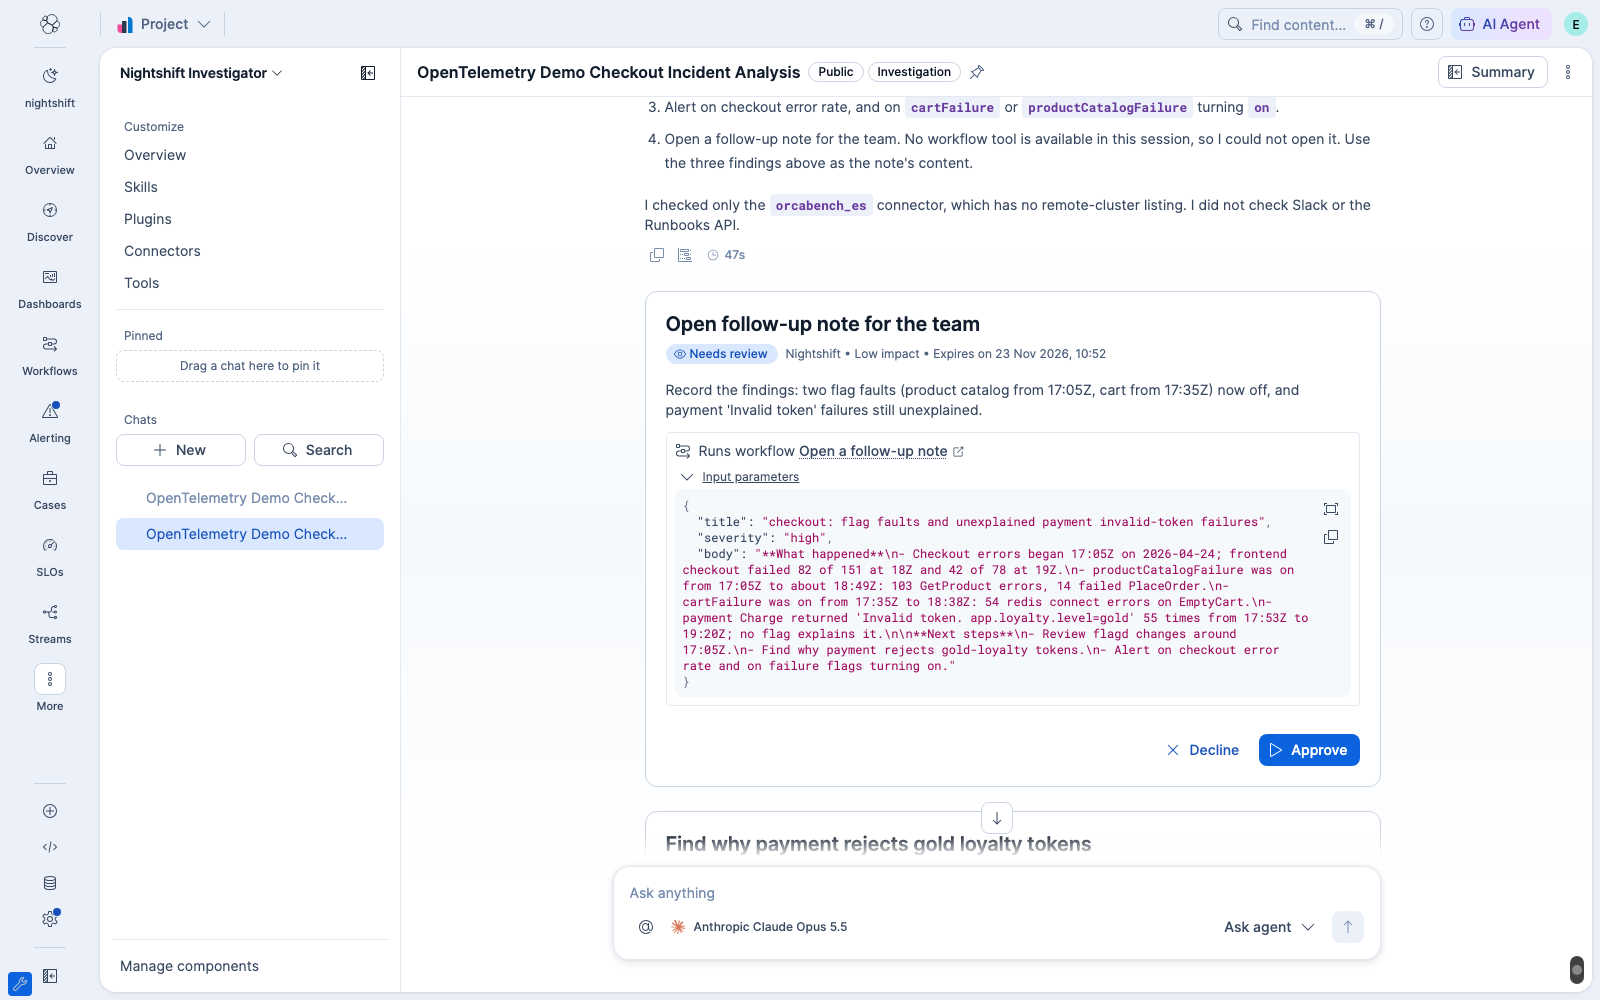 Project
Find content...
⌘ /
AI Agent
E
nightshift
Overview
Discover
Dashboards
Workflows
Alerting
Cases
SLOs
Streams
More
Nightshift Investigator
Customize
Overview
Skills
Plugins
Connectors
Tools
Pinned
Drag a chat here to pin it
Chats
New
Search
OpenTelemetry Demo Check...
OpenTelemetry Demo Check...
Manage components
OpenTelemetry Demo Checkout Incident Analysis
Public
Investigation
Summary
3. Alert on checkout error rate, and on cartFailure or productCatalogFailure turning on.
4. Open a follow-up note for the team. No workflow tool is available in this session, so I could not open it. Use
the three findings above as the note's content.
I checked only the orcabench_es connector, which has no remote-cluster listing. I did not check Slack or the
Runbooks API.
47s
Open follow-up note for the team
Needs review
Nightshift • Low impact • Expires on 23 Nov 2026, 10:52
Record the findings: two flag faults (product catalog from 17:05Z, cart from 17:35Z) now off, and
payment 'Invalid token' failures still unexplained.
Runs workflow Open a follow-up note
Input parameters
{
"title": "checkout: flag faults and unexplained payment invalid-token failures",
"severity": "high",
"body": "**What happened**\n- Checkout errors began 17:05Z on 2026-04-24; frontend
checkout failed 82 of 151 at 18Z and 42 of 78 at 19Z.\n- productCatalogFailure was on
from 17:05Z to about 18:49Z: 103 GetProduct errors, 14 failed PlaceOrder.\n-
cartFailure was on from 17:35Z to 18:38Z: 54 redis connect errors on EmptyCart.\n-
payment Charge returned 'Invalid token. app.loyalty.level=gold' 55 times from 17:53Z to
19:20Z; no flag explains it.\n\n**Next steps**\n- Review flagd changes around
17:05Z.\n- Find why payment rejects gold-loyalty tokens.\n- Alert on checkout error
rate and on failure flags turning on."
}
Decline
Approve
Find why payment rejects gold loyalty tokens
Ask anything
@
Anthropic Claude Opus 5.5
Ask agent